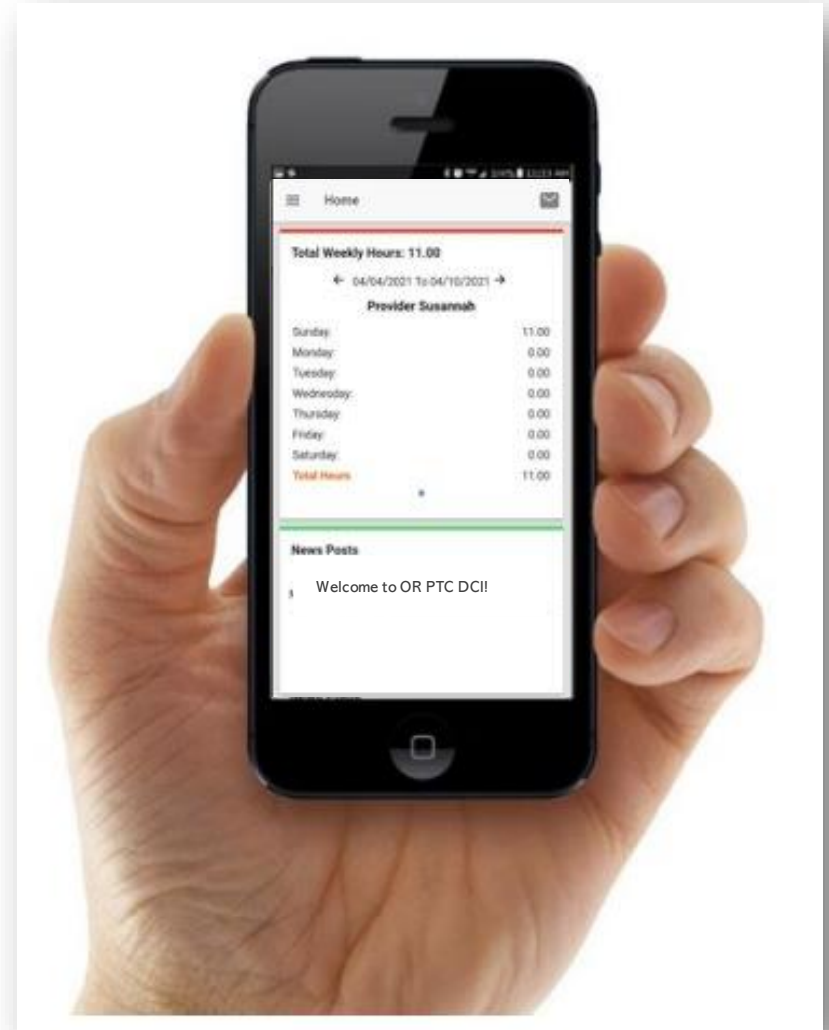 Home
Total Weekly Hours: 11.00
← 04/04/2021 To 04/10/2021 →
Provider Susannah
Sunday: 11.00
Monday: 0.00
Tuesday: 0.00
Wednesday: 0.00
Thursday: 0.00
Friday: 0.00
Saturday: 0.00
Total Hours 11.00
News Posts
Welcome to OR PTC DCI!